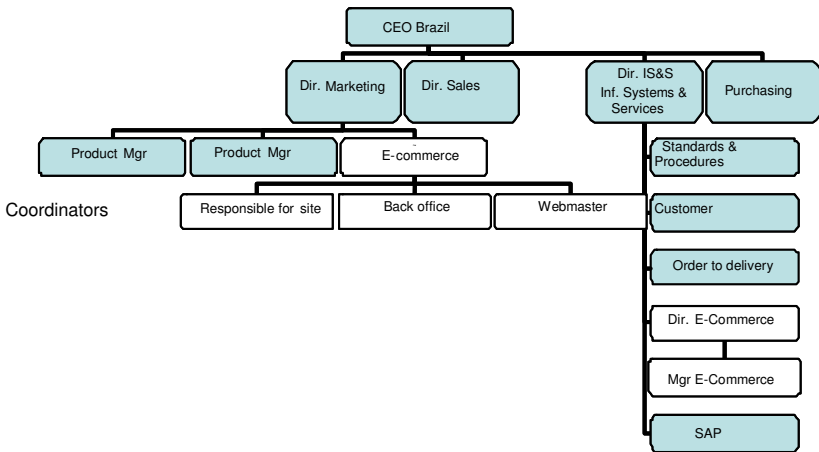 CEO Brazil
Dir. Marketing
Dir. Sales
Dir. IS&S
Inf. Systems &
Services
Purchasing
Product Mgr
Product Mgr
E-commerce
Standards &
Procedures
Coordinators
Responsible for site
Back office
Webmaster
Customer
Order to delivery
Dir. E-Commerce
Mgr E-Commerce
SAP